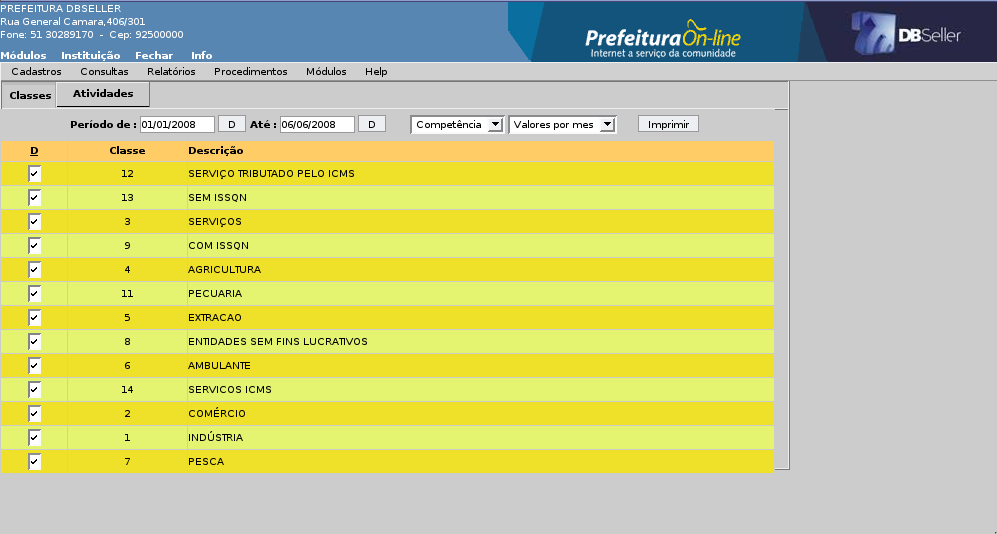 PREFEITURA DBSELLER
Rua General Camara,406/301
Fone: 51 30289170 - Cep: 92500000
Módulos Instituição Fechar Info
Prefeitura On-line
Internet a serviço da comunidade
DBSeller
Cadastros Consultas Relatórios Procedimentos Módulos Help
Classes Atividades
Período de : 01/01/2008 D Até : 06/06/2008 D Competência Valores por mes Imprimir
D Classe Descrição
12 SERVIÇO TRIBUTADO PELO ICMS
13 SEM ISSQN
3 SERVIÇOS
9 COM ISSQN
4 AGRICULTURA
11 PECUARIA
5 EXTRACAO
8 ENTIDADES SEM FINS LUCRATIVOS
6 AMBULANTE
14 SERVICOS ICMS
2 COMÉRCIO
1 INDÚSTRIA
7 PESCA